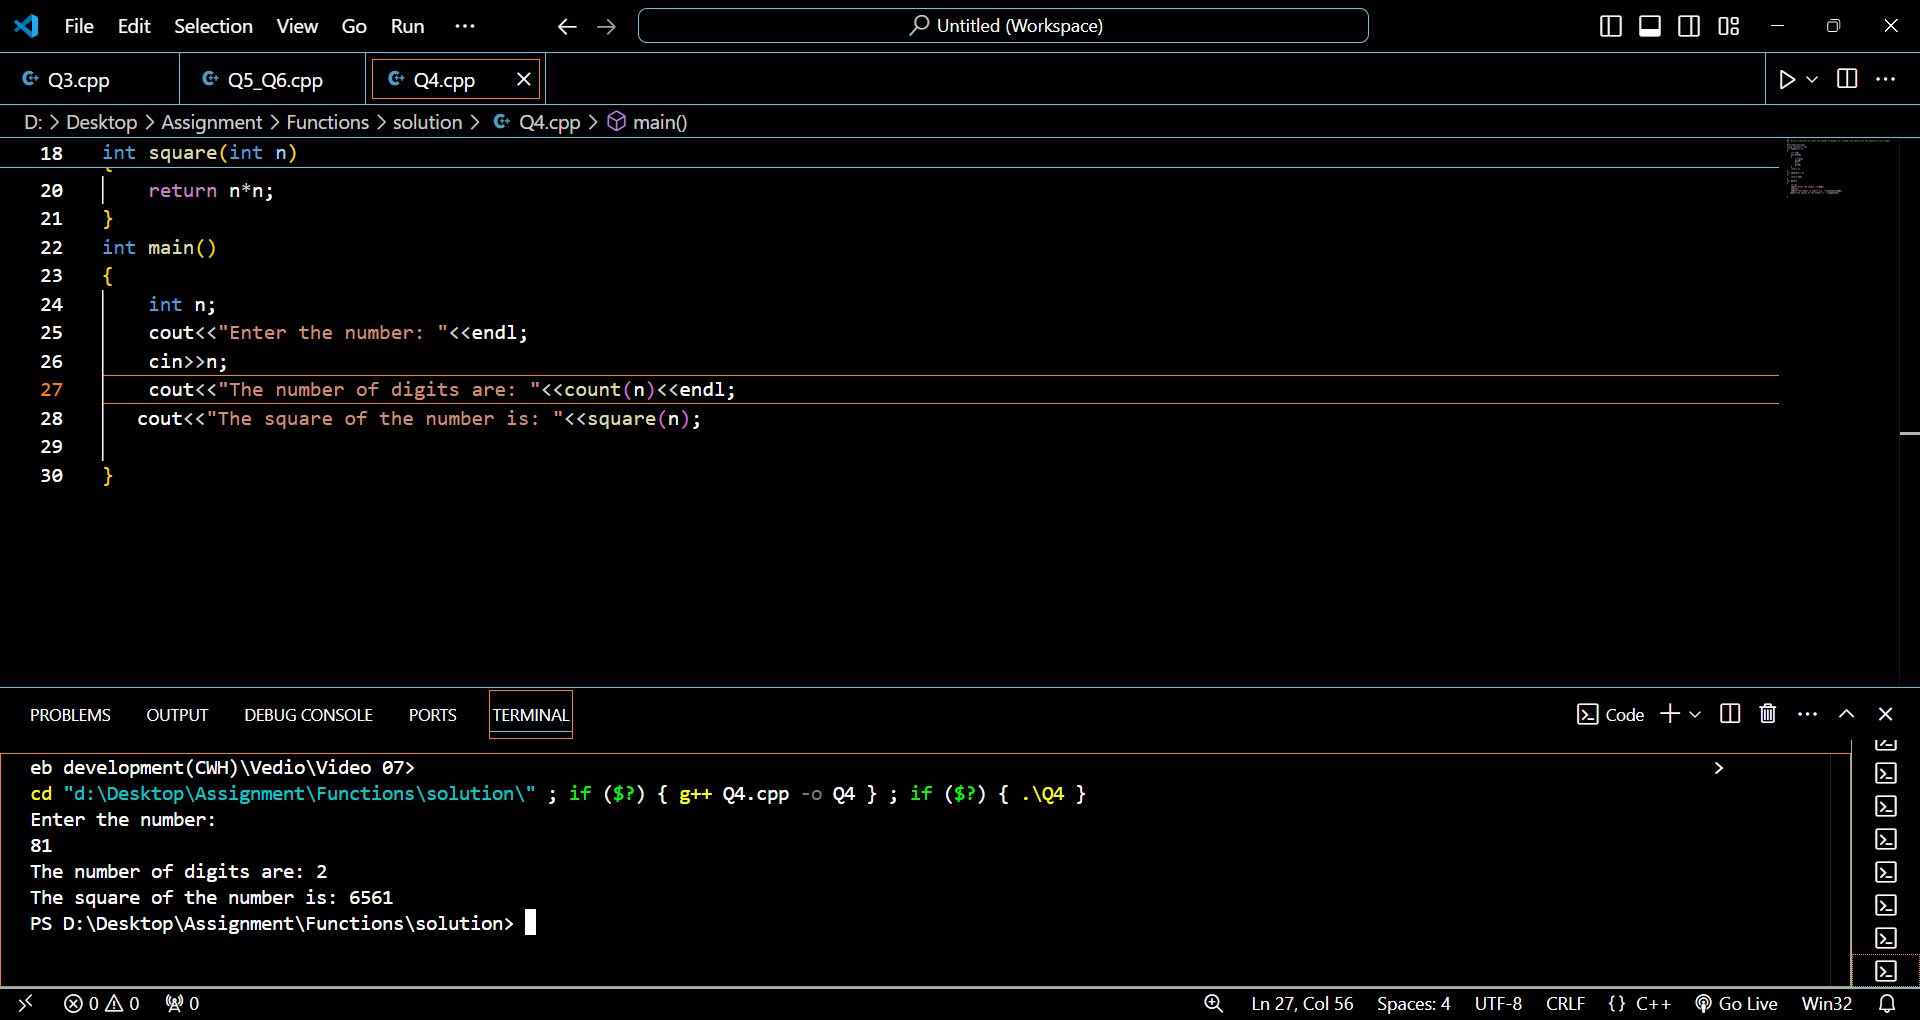 File Edit Selection View Go Run ··· Untitled (Workspace)
Q3.cpp Q5_Q6.cpp Q4.cpp
D: > Desktop > Assignment > Functions > solution > Q4.cpp > main()
18 int square(int n)
20 return n*n;
21 }
22 int main()
23 {
24 int n;
25 cout<<"Enter the number: "<<endl;
26 cin>>n;
27 cout<<"The number of digits are: "<<count(n)<<endl;
28 cout<<"The square of the number is: "<<square(n);
29
30 }
PROBLEMS OUTPUT DEBUG CONSOLE PORTS TERMINAL Code
eb development(CWH)\Vedio\Video 07>
cd "d:\Desktop\Assignment\Functions\solution\" ; if ($?) { g++ Q4.cpp -o Q4 } ; if ($?) { .\Q4 }
Enter the number:
81
The number of digits are: 2
The square of the number is: 6561
PS D:\Desktop\Assignment\Functions\solution>
0 0 0 Ln 27, Col 56 Spaces: 4 UTF-8 CRLF {} C++ Go Live Win32